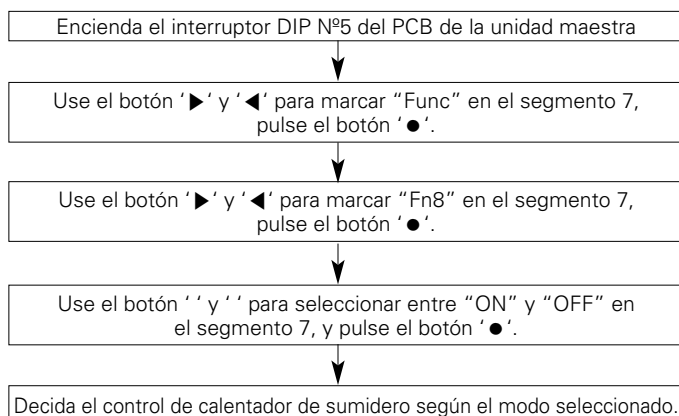 Encienda el interruptor DIP Nº5 del PCB de la unidad maestra
Use el botón ‘▶‘ y ‘◀‘ para marcar “Func” en el segmento 7,
pulse el botón ‘●‘.
Use el botón ‘▶‘ y ‘◀‘ para marcar “Fn8” en el segmento 7,
pulse el botón ‘●‘.
Use el botón ‘ ‘ y ‘ ‘ para seleccionar entre “ON” y “OFF” en
el segmento 7, y pulse el botón ‘●‘.
Decida el control de calentador de sumidero según el modo seleccionado.